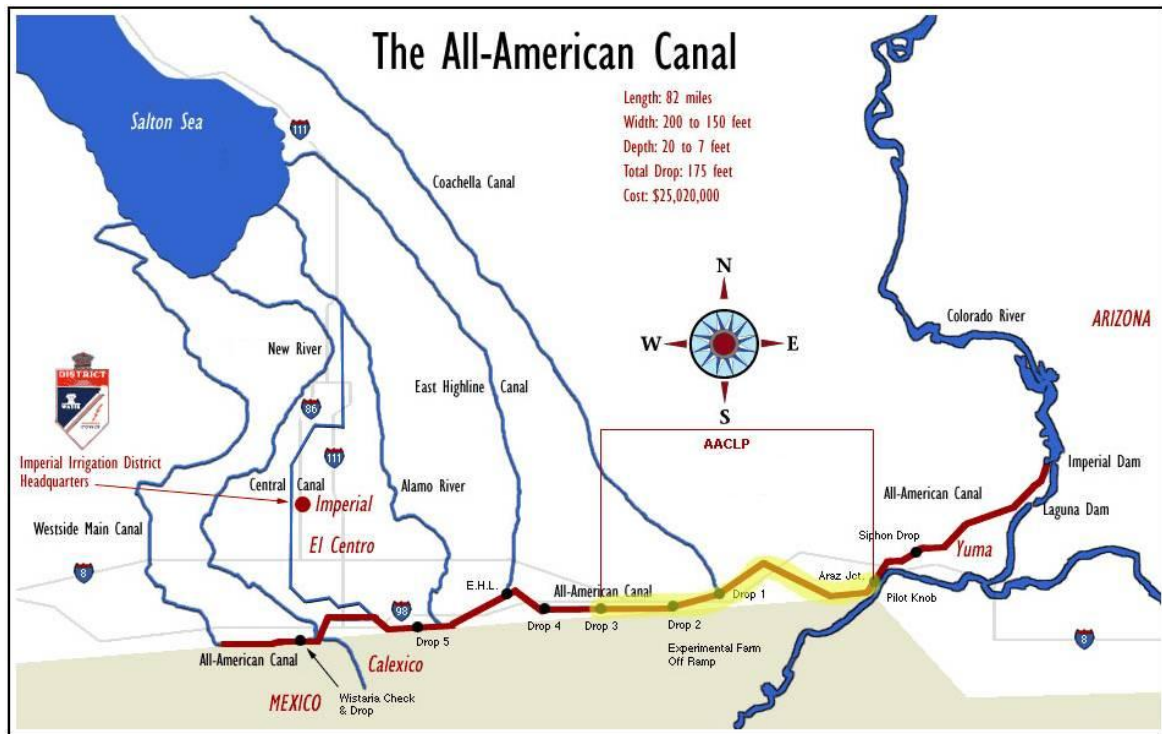 The All-American Canal
Length: 82 miles
Width: 200 to 150 feet
Depth: 20 to 7 feet
Total Drop: 175 feet
Cost: $25,020,000
Salton Sea
111
Coachella Canal
N
W
E
S
Colorado River
ARIZONA
New River
East Highline Canal
DISTRICT
86
AACLP
Imperial Irrigation District
Headquarters
111
Central Canal
Imperial
Alamo River
Imperial Dam
All-American Canal
Laguna Dam
Westside Main Canal
El Centro
Siphon Drop
Yuma
8
E.H.L.
All-American Canal
Araz Jct.
Pilot Knob
98
Drop 5
Drop 4
Drop 3
Drop 2
Drop 1
Experimental Farm
Off Ramp
8
All-American Canal
Calexico
MEXICO
Wistaria Check
& Drop